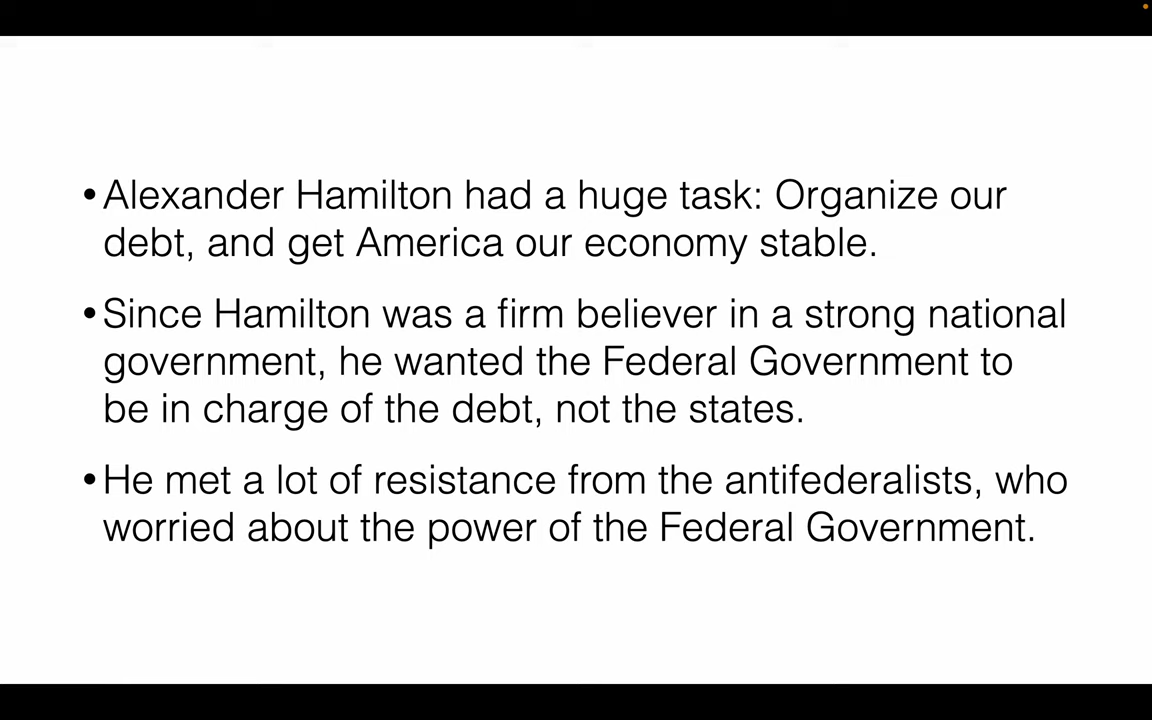 •Alexander Hamilton had a huge task: Organize our
debt, and get America our economy stable.
•Since Hamilton was a firm believer in a strong national
government, he wanted the Federal Government to
be in charge of the debt, not the states.
•He met a lot of resistance from the antifederalists, who
worried about the power of the Federal Government.